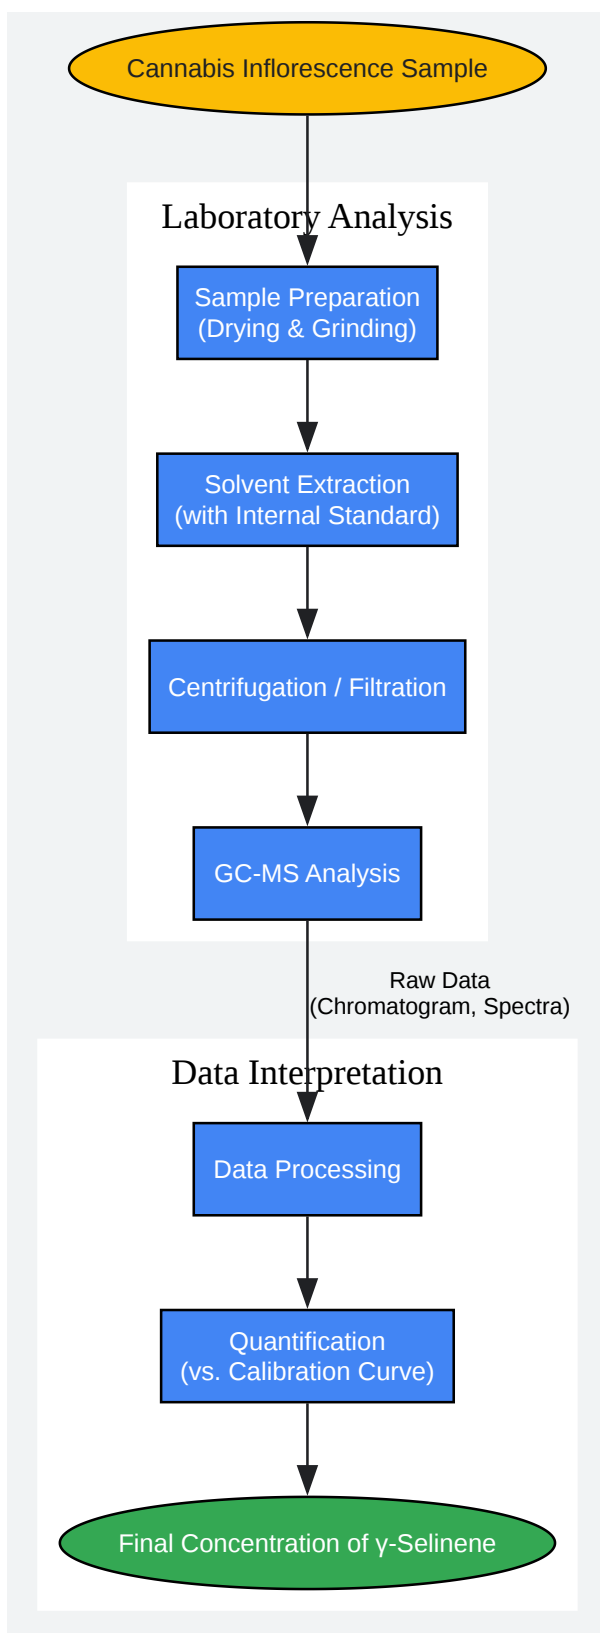 Cannabis Inflorescence Sample
Laboratory Analysis
Sample Preparation
(Drying & Grinding)
Solvent Extraction
(with Internal Standard)
Centrifugation / Filtration
GC-MS Analysis
Raw Data
(Chromatogram, Spectra)
Data Interpretation
Data Processing
Quantification
(vs. Calibration Curve)
Final Concentration of γ-Selinene